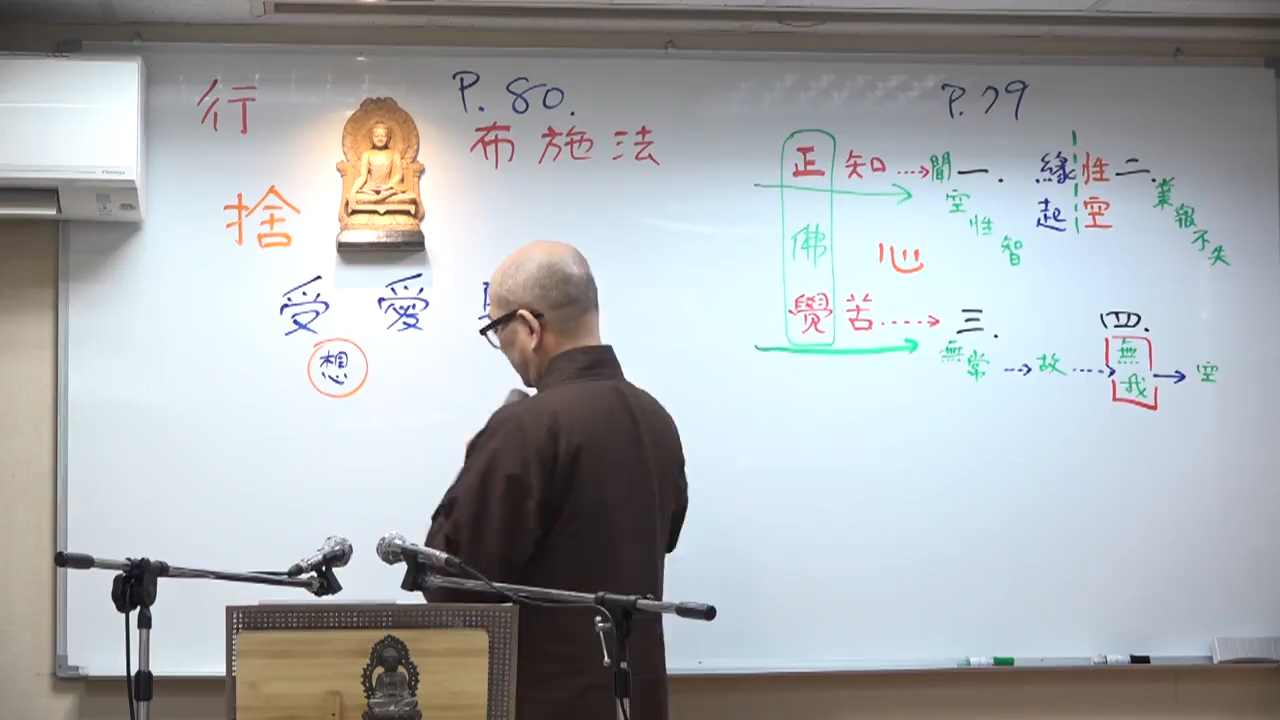 行
P. 80.
布施法
捨
受 愛
想
P.79
正知 聞一. 緣起 性空 二.
空性智
業報不失
佛 心
覺苦 三. 四.
無常 故 無我 空